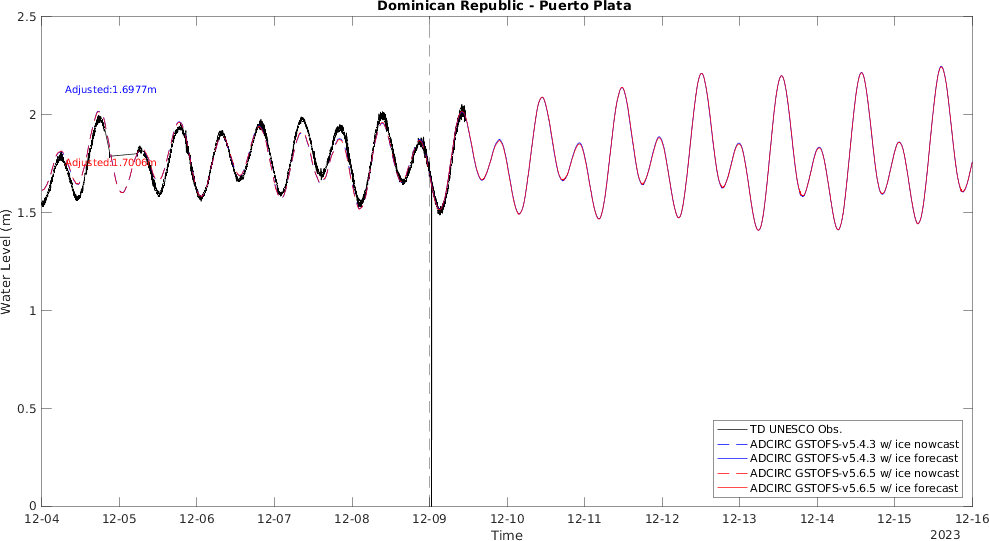 Dominican Republic - Puerto Plata
2.5
2
1.5
1
0.5
0
Water Level (m)
Adjusted:1.6977m
Adjusted:1.7006m
TD UNESCO Obs.
ADCIRC GSTOFS-v5.4.3 w/ ice nowcast
ADCIRC GSTOFS-v5.4.3 w/ ice forecast
ADCIRC GSTOFS-v5.6.5 w/ ice nowcast
ADCIRC GSTOFS-v5.6.5 w/ ice forecast
12-04 12-05 12-06 12-07 12-08 12-09 12-10 12-11 12-12 12-13 12-14 12-15 12-16
Time
2023